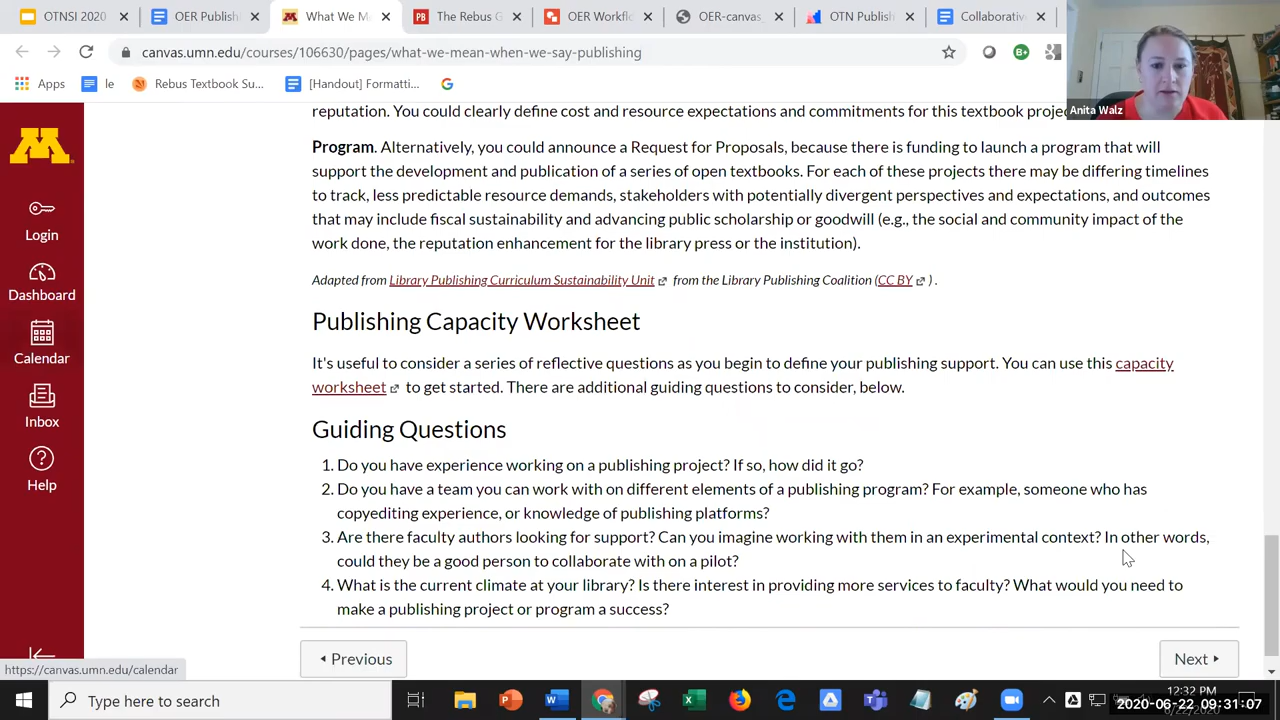 OTNSI 2020
OER Publish
What We M
The Rebus G
OER Workfl
OER-canvas
OTN Publish
Collaborativ
canvas.umn.edu/courses/106630/pages/what-we-mean-when-we-say-publishing
Apps
le
Rebus Textbook Su...
[Handout] Formatti...
Anita Walz
reputation. You could clearly define cost and resource expectations and commitments for this textbook
Program. Alternatively, you could announce a Request for Proposals, because there is funding to launch a program that will
support the development and publication of a series of open textbooks. For each of these projects there may be differing timelines
to track, less predictable resource demands, stakeholders with potentially divergent perspectives and expectations, and outcomes
that may include fiscal sustainability and advancing public scholarship or goodwill (e.g., the social and community impact of the
work done, the reputation enhancement for the library press or the institution).
Adapted from Library Publishing Curriculum Sustainability Unit from the Library Publishing Coalition (CC BY ) .
Publishing Capacity Worksheet
It's useful to consider a series of reflective questions as you begin to define your publishing support. You can use this capacity
worksheet to get started. There are additional guiding questions to consider, below.
Guiding Questions
1. Do you have experience working on a publishing project? If so, how did it go?
2. Do you have a team you can work with on different elements of a publishing program? For example, someone who has
copyediting experience, or knowledge of publishing platforms?
3. Are there faculty authors looking for support? Can you imagine working with them in an experimental context? In other words,
could they be a good person to collaborate with on a pilot?
4. What is the current climate at your library? Is there interest in providing more services to faculty? What would you need to
make a publishing project or program a success?
Previous
Next
Login
Dashboard
Calendar
Inbox
Help
https://canvas.umn.edu/calendar
Type here to search
12:32 PM
2020-06-22 09:31:07